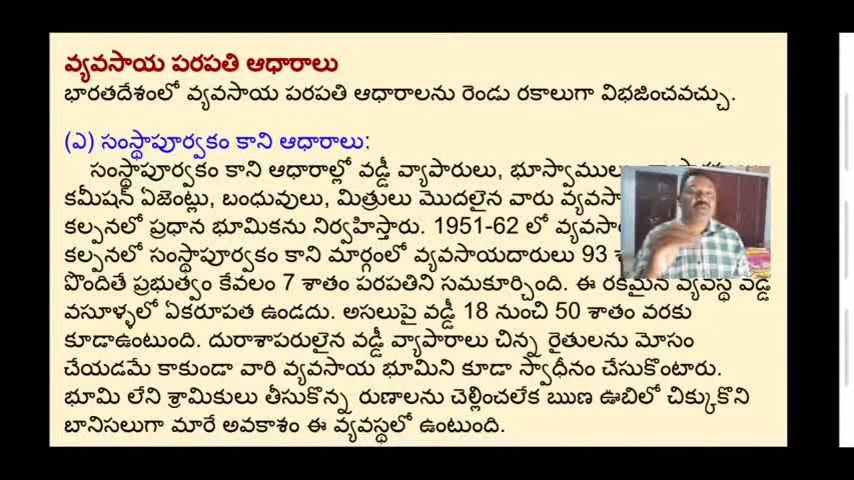 వ్యవసాయ పరపతి ఆధారాలు
భారతదేశంలో వ్యవసాయ పరపతి ఆధారాలను రెండు రకాలుగా విభజించవచ్చు.
(ఎ) సంస్థాపూర్వకం కాని ఆధారాలు:
సంస్థాపూర్వకం కాని ఆధారాల్లో వడ్డీ వ్యాపారులు, భూస్వాములు
కమీషన్ ఏజెంట్లు, బంధువులు, మిత్రులు మొదలైన వారు
కల్పనలో ప్రధాన భూమికను నిర్వహిస్తారు. 1951-62 లో
కల్పనలో సంస్థాపూర్వకం కాని మార్గంలో వ్యవసాయదారులు 93
పొందితే ప్రభుత్వం కేవలం 7 శాతం పరపతిని సమకూర్చింది. ఈ రకమైన వ్యవస్థ వడ్డీ
వసూళ్ళలో ఏకరూపత ఉండదు. అసలుపై వడ్డీ 18 నుంచి 50 శాతం వరకు
కూడాఉంటుంది. దురాశాపరులైన వడ్డీ వ్యాపారాలు చిన్న రైతులను మోసం
చేయడమే కాకుండా వారి వ్యవసాయ భూమిని కూడా స్వాధీనం చేసుకొంటారు.
భూమి లేని శ్రామికులు తీసుకొన్న రుణాలను చెల్లించలేక ఋణ ఊబిలో చిక్కుకొని
బానిసలుగా మారే అవకాశం ఈ వ్యవస్థలో ఉంటుంది.